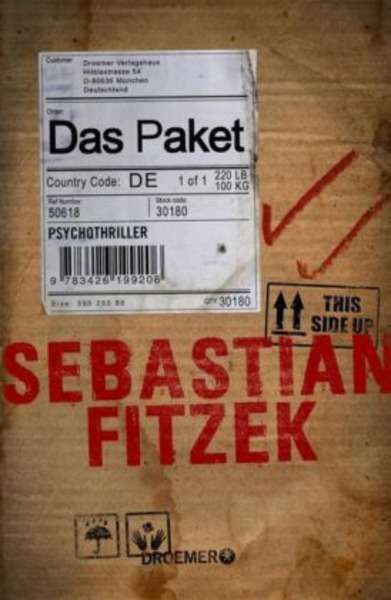 Customer:
Droemer Verlagshaus
Hilblestrasse 54
D-80636 München
Deutschland
Order:
Das Paket
Country Code: DE
1 of 1
220 LB
100 KG
Ref Number:
50618
Stock code:
30180
PSYCHOTHRILLER
9 783426 199206
Size:
QTY 30180
THIS
SIDE UP
SEBASTIAN
FITZEK
DROEMER